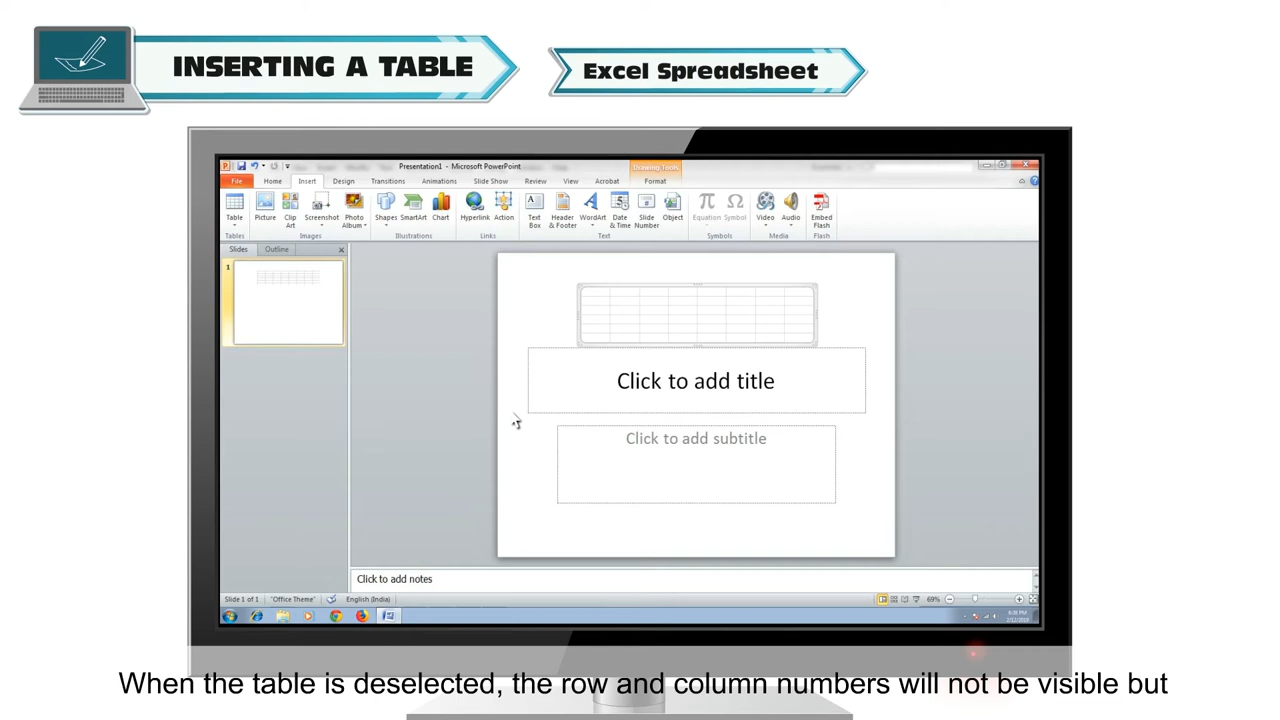 INSERTING A TABLE
Excel Spreadsheet
Presentation1 - Microsoft PowerPoint
Drawing Tools
File Home Insert Design Transitions Animations Slide Show Review View Acrobat Format
Table Picture Clip Art Screenshot Photo Album Shapes SmartArt Chart Hyperlink Action Text Box Header & Footer WordArt Date & Time Slide Number Object Equation Symbol Video Audio Embed Flash
Tables Images Illustrations Links Text Symbols Media Flash
Slides Outline
1
Click to add title
Click to add subtitle
Click to add notes
Slide 1 of 1 "Office Theme" English (India) 69%
When the table is deselected, the row and column numbers will not be visible but